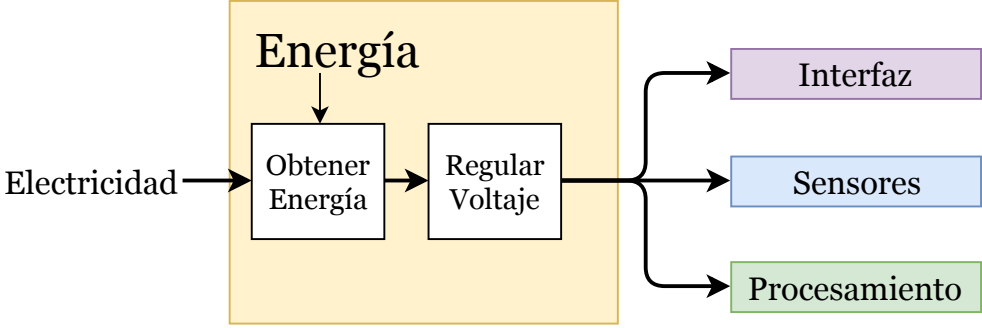 Energía
Interfaz
Electricidad
Obtener
Energía
Regular
Voltaje
Sensores
Procesamiento